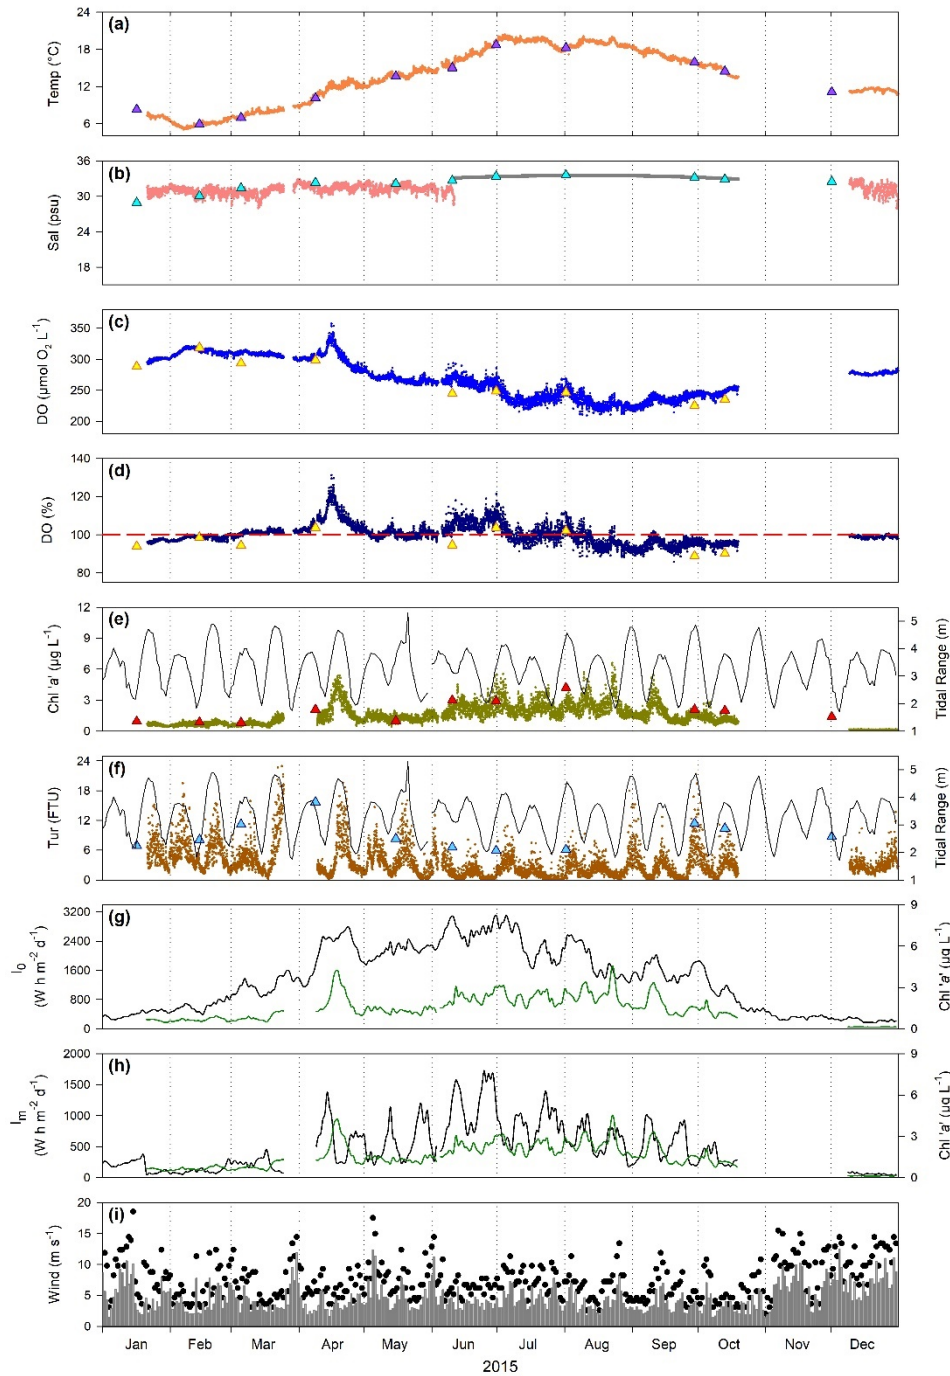 (a)
Temp (°C)
24
18
12
6
(b)
Sal (psu)
36
30
24
18
(c)
DO (µmol O2 L⁻¹)
350
300
250
200
(d)
DO (%)
140
120
100
80
(e)
Chl 'a' (µg L⁻¹)
12
9
6
3
0
5
4
3
2
1
Tidal Range (m)
(f)
Tur (FTU)
24
18
12
6
0
5
4
3
2
1
Tidal Range (m)
(g)
I0
(W h m⁻² d⁻¹)
3200
2400
1600
800
0
9
6
3
0
Chl 'a' (µg L⁻¹)
(h)
Im
(W h m⁻² d⁻¹)
2000
1500
1000
500
0
9
6
3
0
Chl 'a' (µg L⁻¹)
(i)
Wind (m s⁻¹)
20
15
10
5
0
Jan Feb Mar Apr May Jun Jul Aug Sep Oct Nov Dec
2015